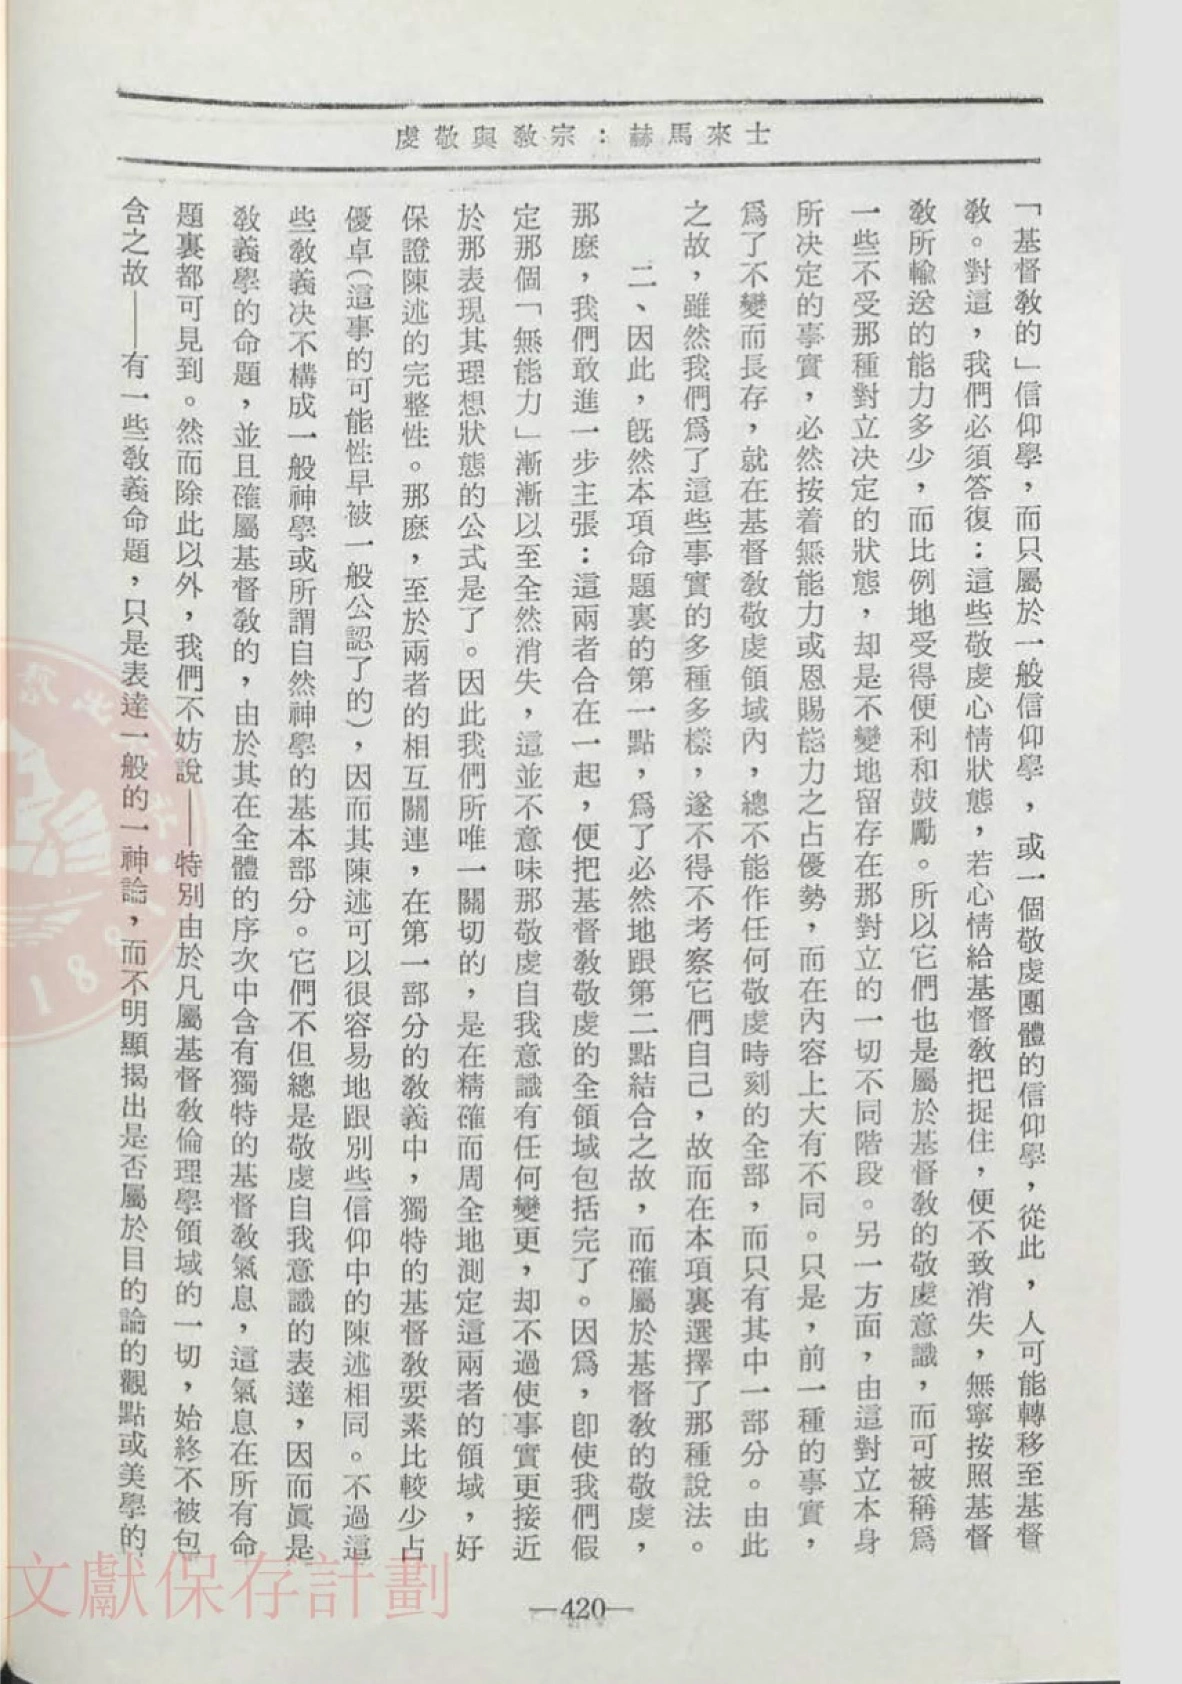 士來馬赫：宗教與敬虔
「基督教的」信仰學，而只屬於一般信仰學，或一個敬虔團體的信仰學，從此，人可能轉移至基督
教。對這，我們必須答復：這些敬虔心情狀態，若心情給基督教把捉住，便不致消失，無寧按照基督
教所輸送的能力多少，而比例地受得便利和鼓勵。所以它們也是屬於基督教的敬虔意識，而可被稱爲
一些不受那種對立决定的狀態，却是不變地留存在那對立的一切不同階段。另一方面，由這對立本身
所决定的事實，必然按着無能力或恩賜能力之占優勢，而在內容上大有不同。只是，前一種的事實，
爲了不變而長存，就在基督教敬虔領域內，總不能作任何敬虔時刻的全部，而只有其中一部分。由此
之故，雖然我們爲了這些事實的多種多樣，遂不得不考察它們自己，故而在本項裏選擇了那種說法。
二、因此，旣然本項命題裏的第一點，爲了必然地跟第二點結合之故，而確屬於基督教的敬虔，
那麽，我們敢進一步主張：這兩者合在一起，便把基督教敬虔的全領域包括完了。因爲，卽使我們假
定那個「無能力」漸漸以至全然消失，這並不意味那敬虔自我意識有任何變更，却不過使事實更接近
於那表現其理想狀態的公式是了。因此我們所唯一關切的，是在精確而周全地測定這兩者的領域，好
保證陳述的完整性。那麽，至於兩者的相互關連，在第一部分的教義中，獨特的基督教要素比較少占
優卓（這事的可能性早被一般公認了的），因而其陳述可以很容易地跟別些信仰中的陳述相同。不過這
些教義决不構成一般神學或所謂自然神學的基本部分。它們不但總是敬虔自我意識的表達，因而眞是
教義學的命題，並且確屬基督教的，由於其在全體的序次中含有獨特的基督教氣息，這氣息在所有命
題裏都可見到。然而除此以外，我們不妨說——特別由於凡屬基督教倫理學領域的一切，始終不被包
含之故——有一些教義命題，只是表達一般的一神論，而不明顯揭出是否屬於目的論的觀點或美學的
—420—
文獻保存計劃